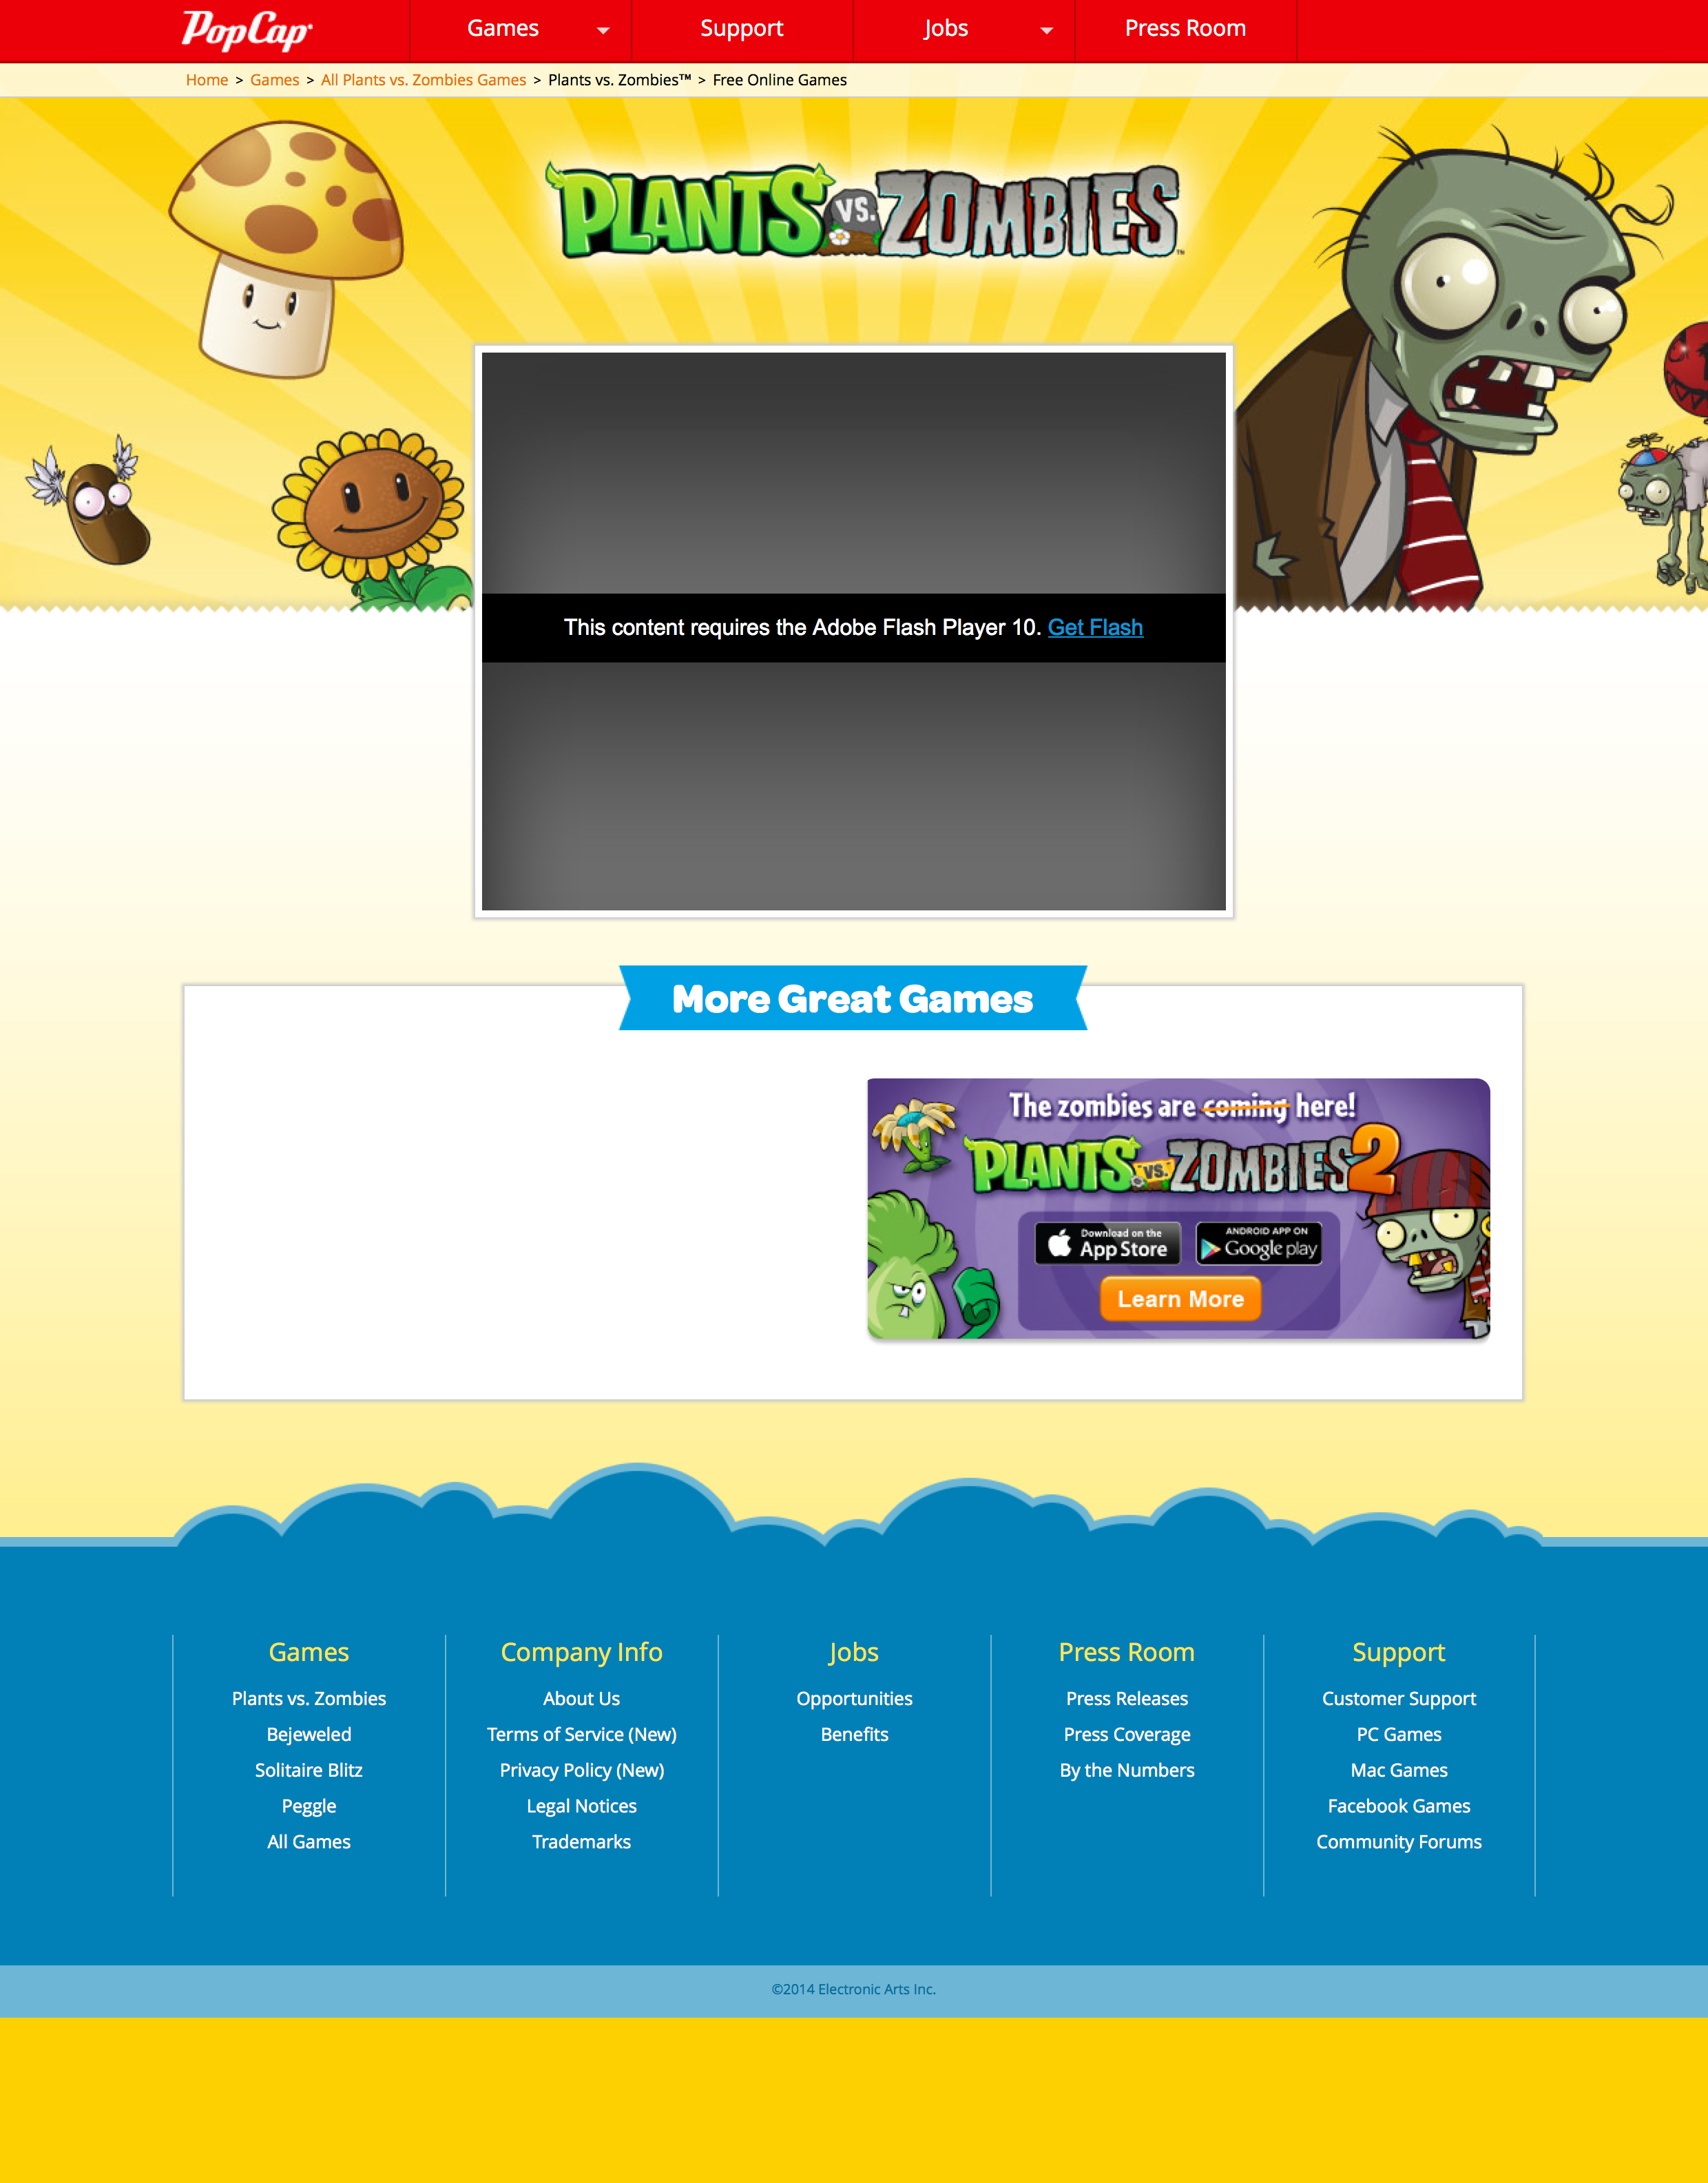 PopCap
Games
Support
Jobs
Press Room
Home > Games > All Plants vs. Zombies Games > Plants vs. Zombies™ > Free Online Games
PLANTS VS. ZOMBIES™
This content requires the Adobe Flash Player 10. Get Flash
More Great Games
The zombies are coming here!
PLANTS VS. ZOMBIES 2
Download on the
App Store
ANDROID APP ON
Google play
Learn More
Games
Plants vs. Zombies
Bejeweled
Solitaire Blitz
Peggle
All Games
Company Info
About Us
Terms of Service (New)
Privacy Policy (New)
Legal Notices
Trademarks
Jobs
Opportunities
Benefits
Press Room
Press Releases
Press Coverage
By the Numbers
Support
Customer Support
PC Games
Mac Games
Facebook Games
Community Forums
©2014 Electronic Arts Inc.